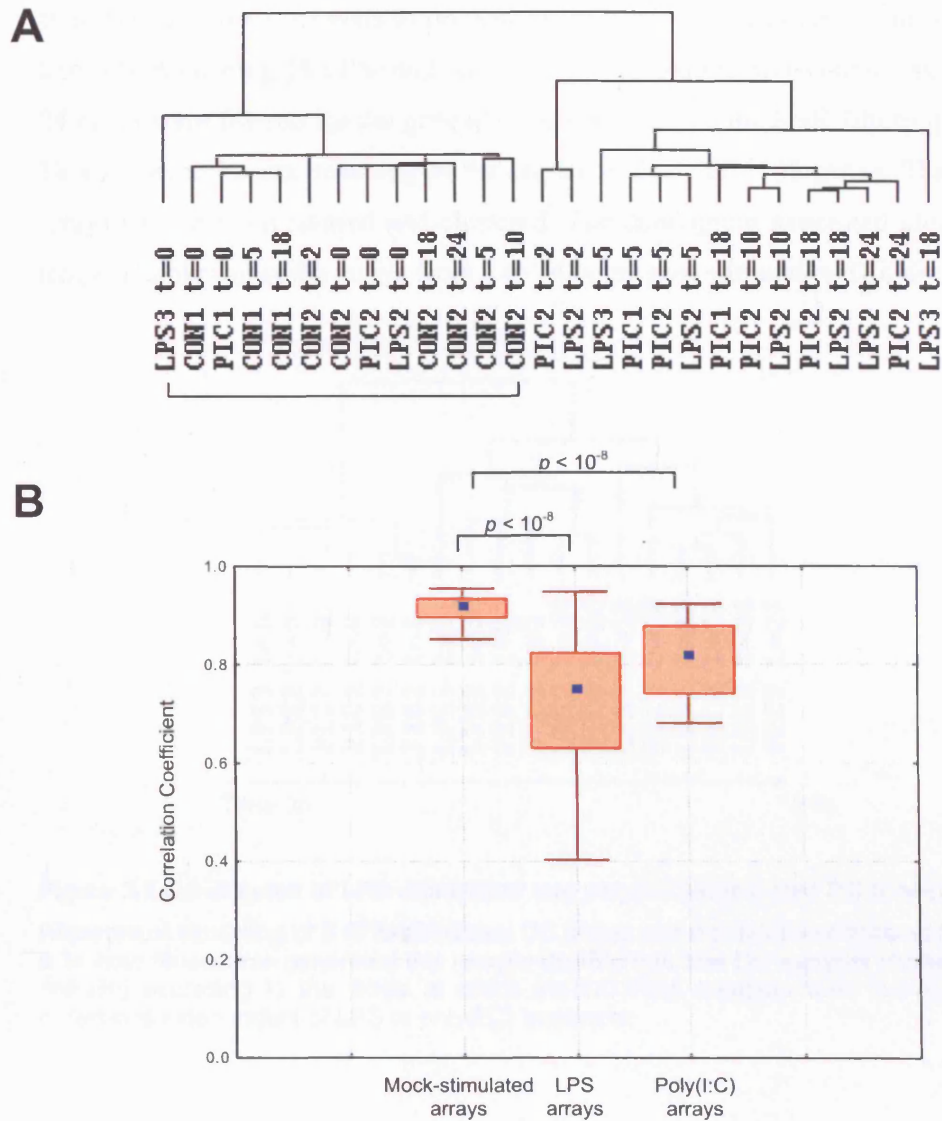 A
LPS3 t=0
CON1 t=0
PIC1 t=0
CON1 t=5
CON1 t=18
CON2 t=2
CON2 t=0
PIC2 t=0
LPS2 t=0
CON2 t=18
CON2 t=24
CON2 t=5
CON2 t=10
PIC2 t=2
LPS2 t=2
LPS3 t=5
PIC1 t=5
PIC2 t=5
LPS2 t=5
PIC1 t=18
PIC2 t=10
LPS2 t=10
PIC2 t=18
LPS2 t=18
LPS2 t=24
PIC2 t=24
LPS3 t=18
B
p < 10⁻⁸
p < 10⁻⁸
1.0
0.8
0.6
0.4
0.2
0.0
Correlation Coefficient
Mock-stimulated
arrays
LPS
arrays
Poly(I:C)
arrays